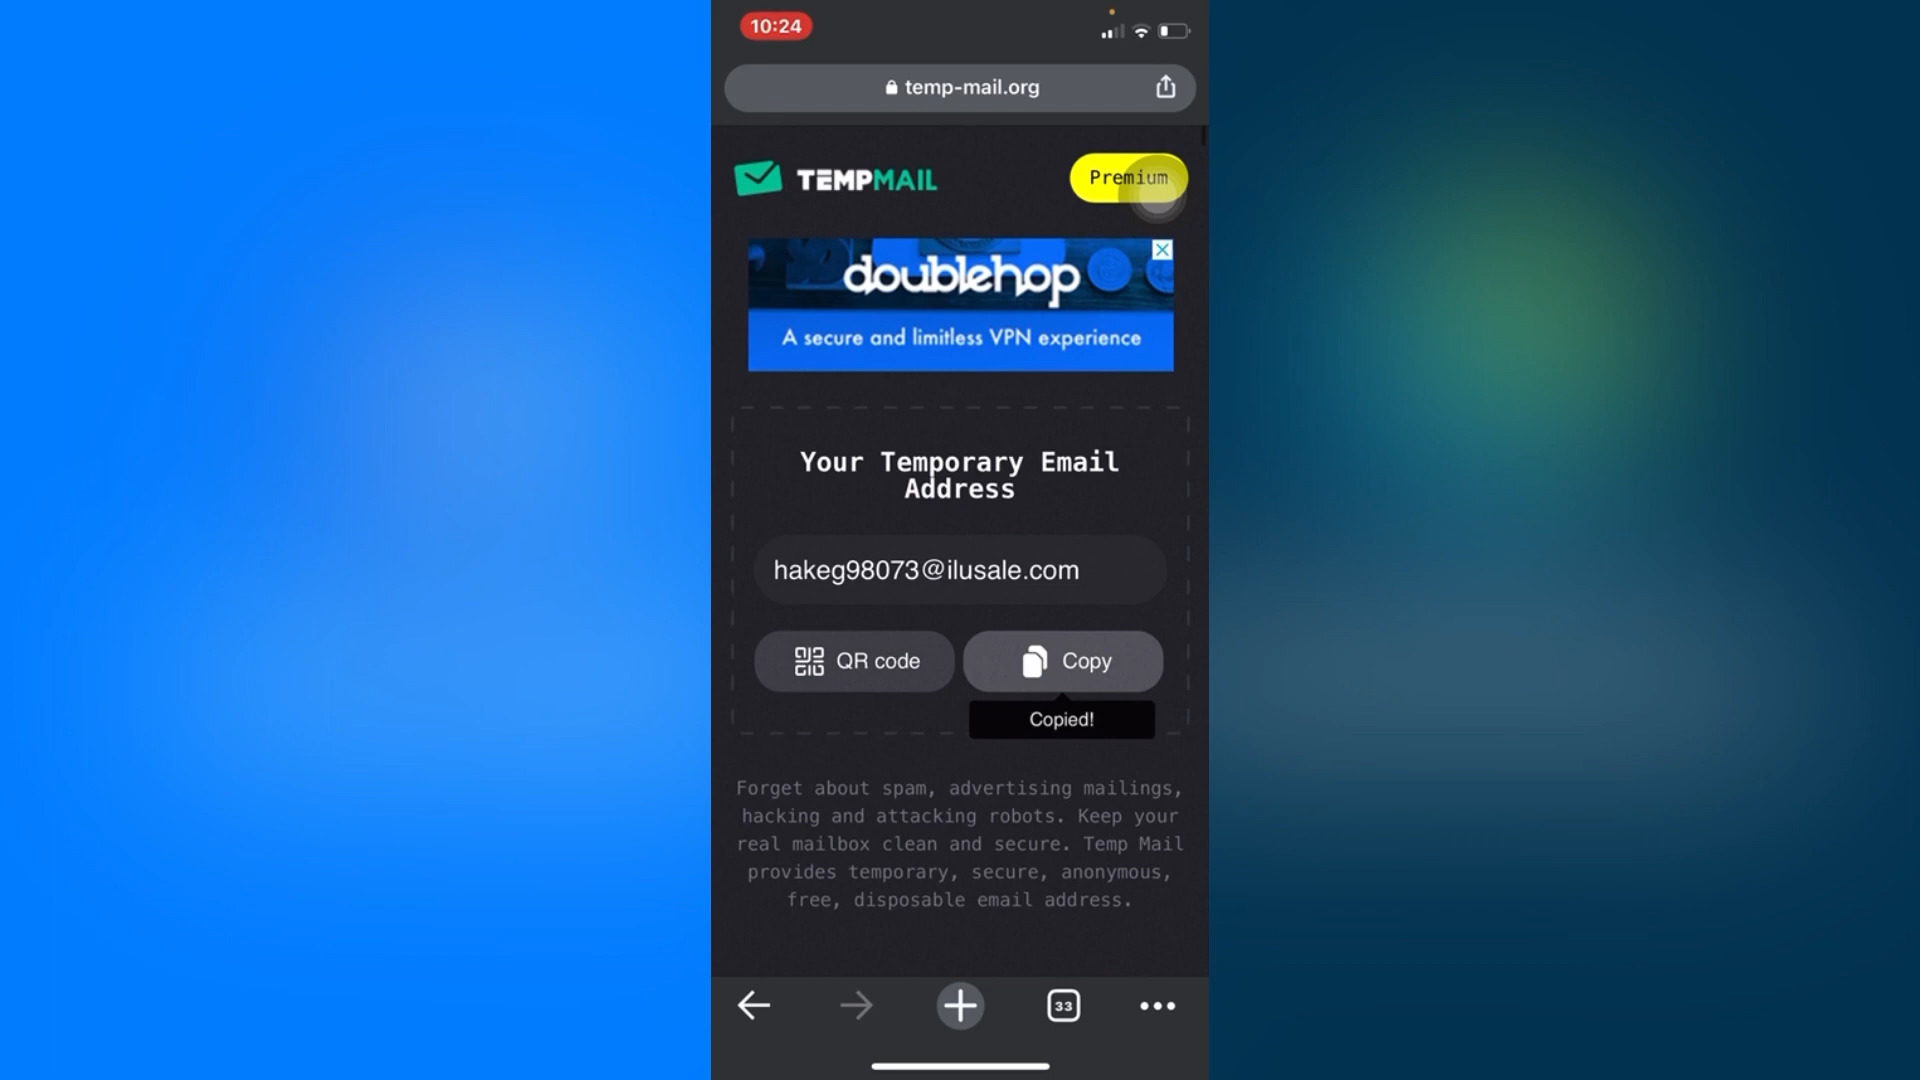 10:24
temp-mail.org
TEMPMAIL
Premium
doublehop
A secure and limitless VPN experience
Your Temporary Email
Address
hakeg98073@ilusale.com
QR code
Copy
Copied!
Forget about spam, advertising mailings,
hacking and attacking robots. Keep your
real mailbox clean and secure. Temp Mail
provides temporary, secure, anonymous,
free, disposable email address.
33